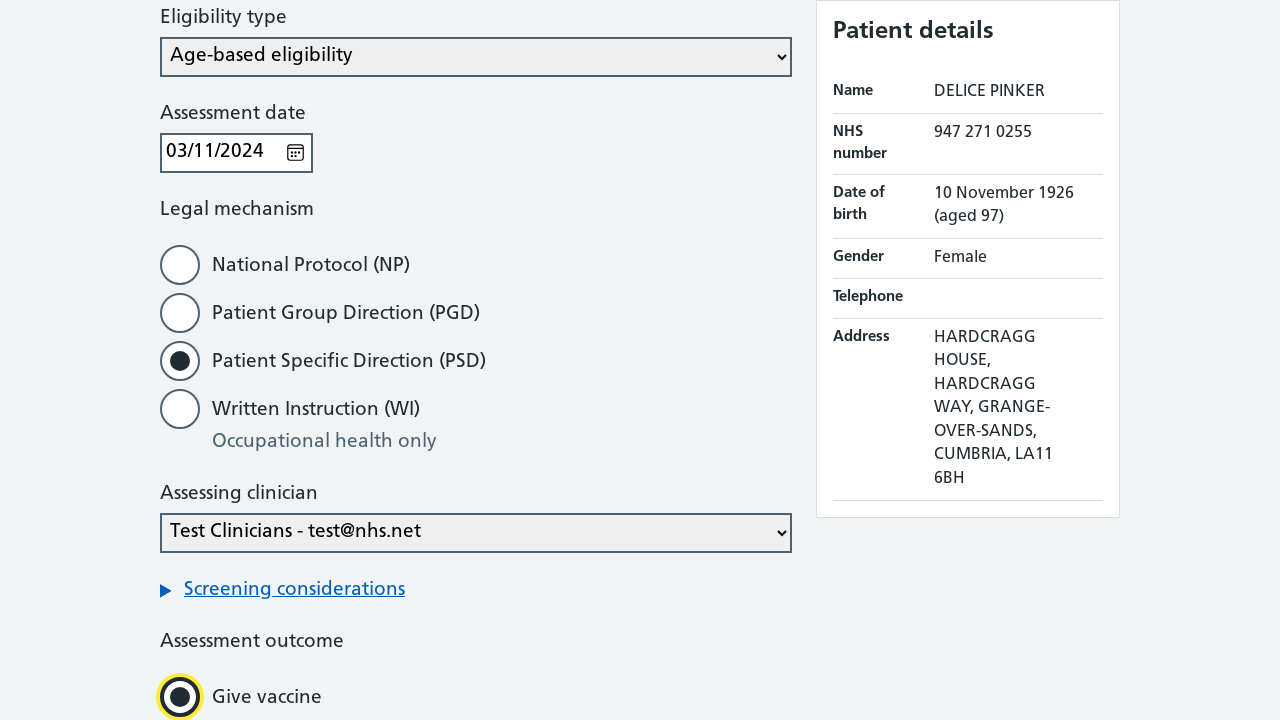 Eligibility type
Age-based eligibility
Assessment date
03/11/2024
Legal mechanism
National Protocol (NP)
Patient Group Direction (PGD)
Patient Specific Direction (PSD)
Written Instruction (WI)
Occupational health only
Assessing clinician
Test Clinicians - test@nhs.net
Screening considerations
Assessment outcome
Give vaccine
Patient details
Name DELICE PINKER
NHS number 947 271 0255
Date of birth 10 November 1926 (aged 97)
Gender Female
Telephone
Address HARDCRAGG
HOUSE,
HARDCRAGG
WAY, GRANGE-
OVER-SANDS,
CUMBRIA, LA11
6BH